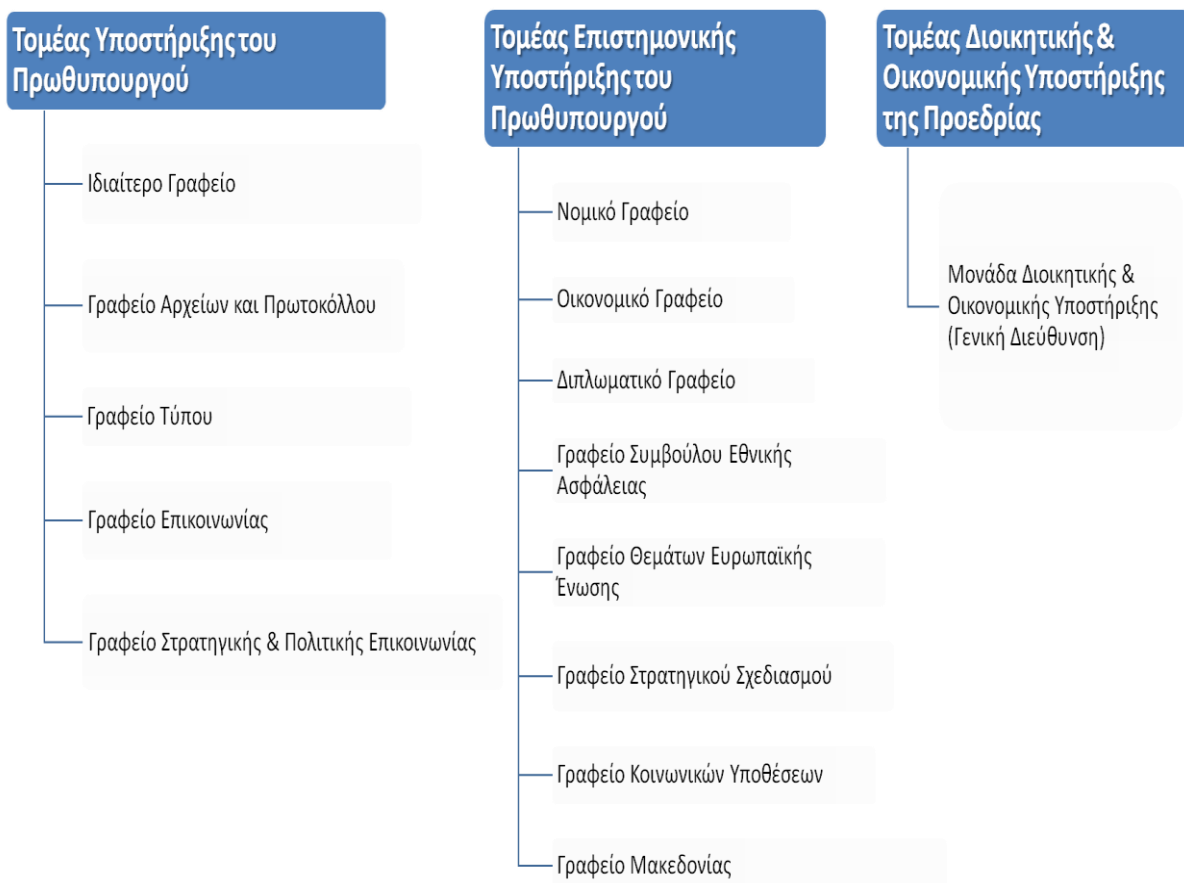 Τομέας Υποστήριξης του
Πρωθυπουργού
Ιδιαίτερο Γραφείο
Γραφείο Αρχείων και Πρωτοκόλλου
Γραφείο Τύπου
Γραφείο Επικοινωνίας
Γραφείο Στρατηγικής & Πολιτικής Επικοινωνίας
Τομέας Επιστημονικής
Υποστήριξης του
Πρωθυπουργού
Νομικό Γραφείο
Οικονομικό Γραφείο
Διπλωματικό Γραφείο
Γραφείο Συμβούλου Εθνικής
Ασφάλειας
Γραφείο Θεμάτων Ευρωπαϊκής
Ένωσης
Γραφείο Στρατηγικού Σχεδιασμού
Γραφείο Κοινωνικών Υποθέσεων
Γραφείο Μακεδονίας
Τομέας Διοικητικής &
Οικονομικής Υποστήριξης
της Προεδρίας
Μονάδα Διοικητικής &
Οικονομικής Υποστήριξης
(Γενική Διεύθυνση)